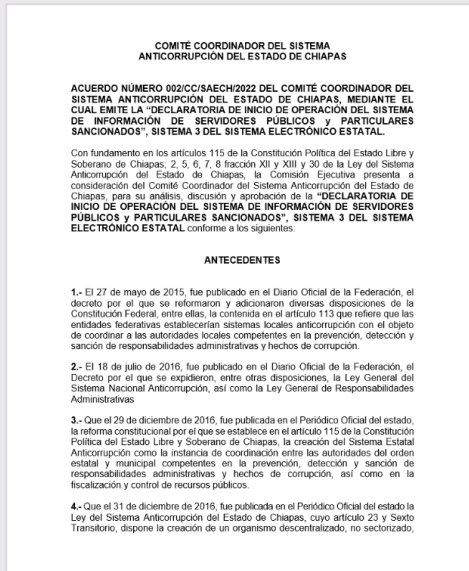 COMITÉ COORDINADOR DEL SISTEMA
ANTICORRUPCIÓN DEL ESTADO DE CHIAPAS
ACUERDO NÚMERO 002/CC/SAECH/2022 DEL COMITÉ COORDINADOR DEL
SISTEMA ANTICORRUPCIÓN DEL ESTADO DE CHIAPAS, MEDIANTE EL
CUAL EMITE LA “DECLARATORIA DE INICIO DE OPERACIÓN DEL SISTEMA
DE INFORMACIÓN DE SERVIDORES PÚBLICOS y PARTICULARES
SANCIONADOS”, SISTEMA 3 DEL SISTEMA ELECTRÓNICO ESTATAL.
Con fundamento en los artículos 115 de la Constitución Política del Estado Libre y
Soberano de Chiapas; 2, 5, 6, 7, 8 fracción XII y XIII y 30 de la Ley del Sistema
Anticorrupción del Estado de Chiapas, la Comisión Ejecutiva presenta a
consideración del Comité Coordinador del Sistema Anticorrupción del Estado de
Chiapas, para su análisis, discusión y aprobación de la “DECLARATORIA DE
INICIO DE OPERACIÓN DEL SISTEMA DE INFORMACIÓN DE SERVIDORES
PÚBLICOS y PARTICULARES SANCIONADOS”, SISTEMA 3 DEL SISTEMA
ELECTRÓNICO ESTATAL conforme a los siguientes:
ANTECEDENTES
1.- El 27 de mayo de 2015, fue publicado en el Diario Oficial de la Federación, el
decreto por el que se reformaron y adicionaron diversas disposiciones de la
Constitución Federal, entre ellas, la contenida en el artículo 113 que refiere que las
entidades federativas establecerían sistemas locales anticorrupción con el objeto
de coordinar a las autoridades locales competentes en la prevención, detección y
sanción de responsabilidades administrativas y hechos de corrupción.
2.- El 18 de julio de 2016, fue publicado en el Diario Oficial de la Federación, el
Decreto por el que se expidieron, entre otras disposiciones, la Ley General del
Sistema Nacional Anticorrupción, así como la Ley General de Responsabilidades
Administrativas
3.- Que el 29 de diciembre de 2016, fue publicada en el Periódico Oficial del estado,
la reforma constitucional por el que se establece en el artículo 115 de la Constitución
Política del Estado Libre y Soberano de Chiapas, la creación del Sistema Estatal
Anticorrupción como la instancia de coordinación entre las autoridades del orden
estatal y municipal competentes en la prevención, detección y sanción de
responsabilidades administrativas y hechos de corrupción, así como en la
fiscalización y control de recursos públicos.
4.- Que el 31 de diciembre de 2016, fue publicada en el Periódico Oficial del estado la
Ley del Sistema Anticorrupción del Estado de Chiapas, cuyo artículo 23 y Sexto
Transitorio, dispone la creación de un organismo descentralizado, no sectorizado,